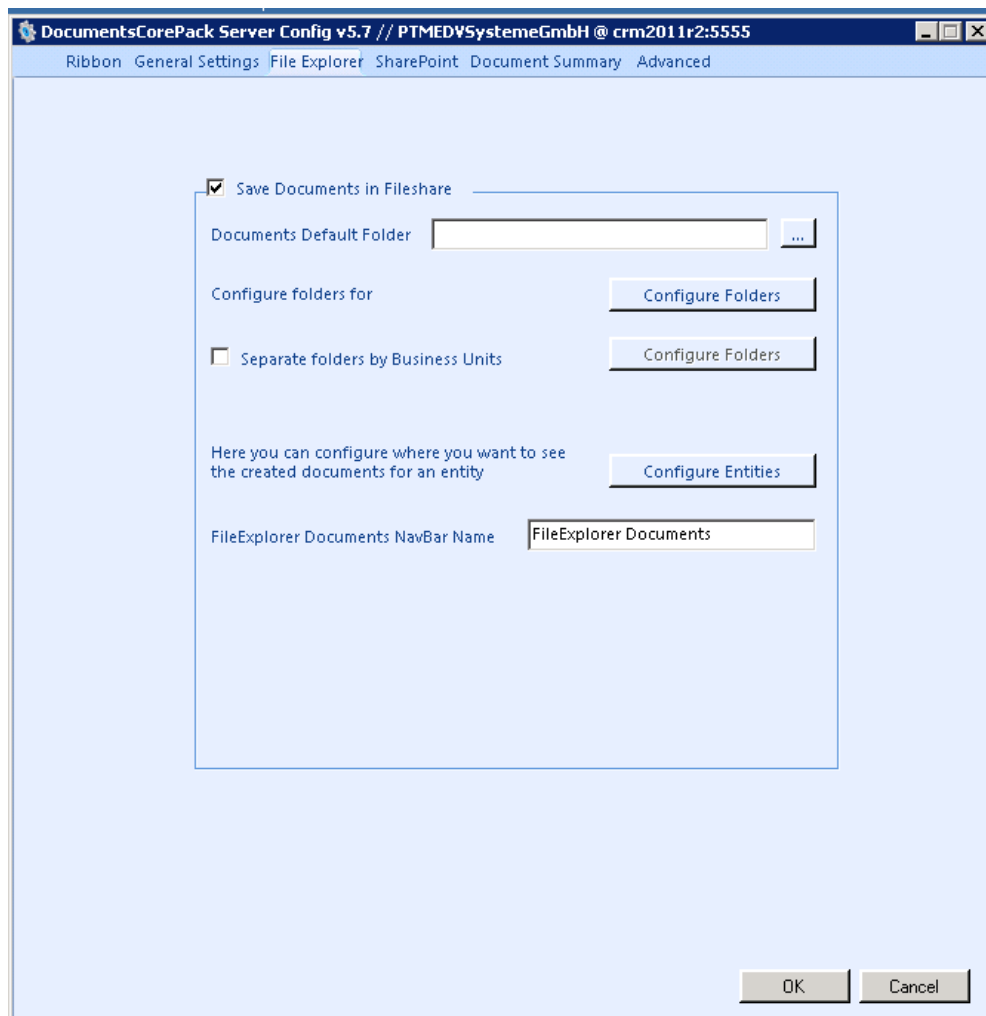 DocumentsCorePack Server Config v5.7 // PTMEDVSystemeGmbH @ crm2011r2:5555
Ribbon General Settings File Explorer SharePoint Document Summary Advanced
Save Documents in Fileshare
Documents Default Folder ...
Configure folders for Configure Folders
Separate folders by Business Units Configure Folders
Here you can configure where you want to see
the created documents for an entity Configure Entities
FileExplorer Documents NavBar Name FileExplorer Documents
OK Cancel